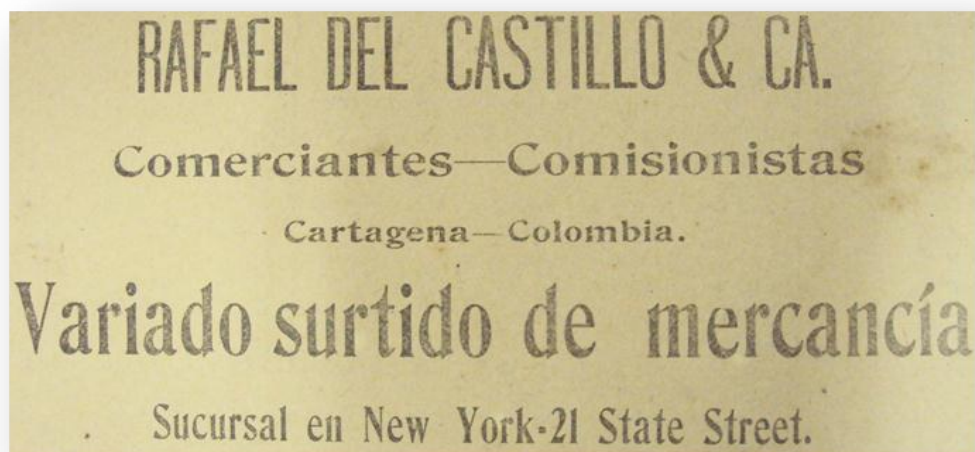 RAFAEL DEL CASTILLO & CA.
Comerciantes—Comisionistas
Cartagena—Colombia.
Variado surtido de mercancía
Sucursal en New York-21 State Street.